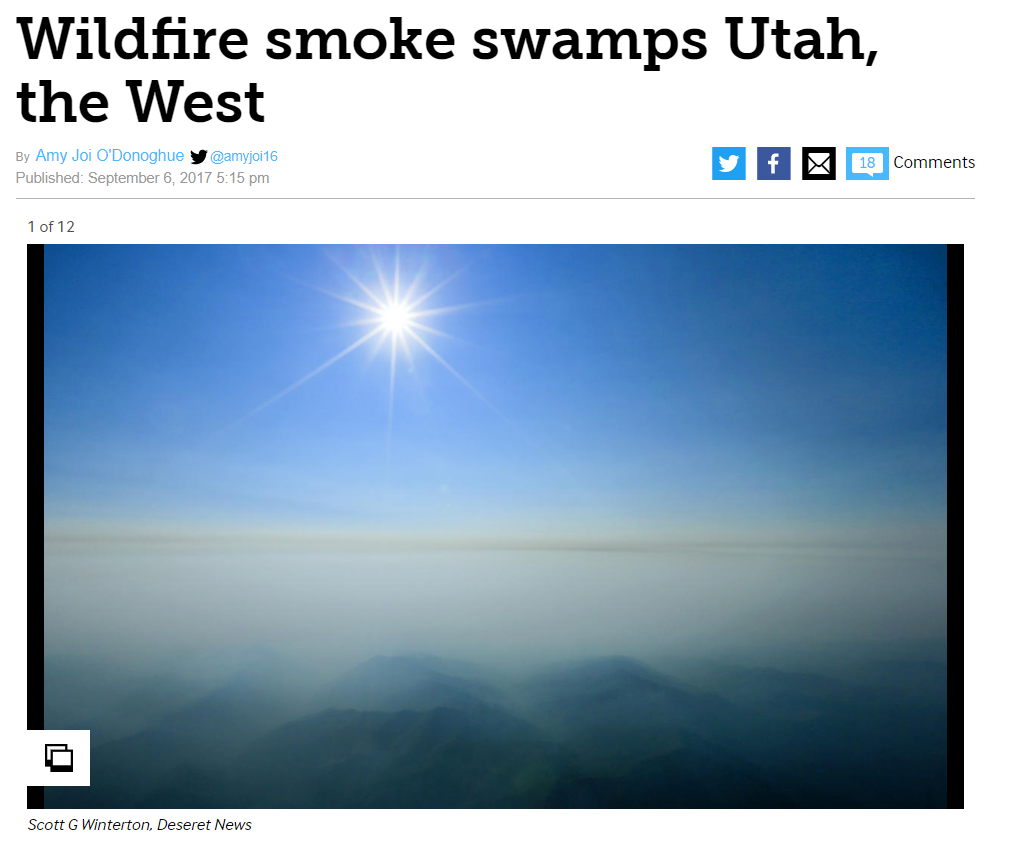 Wildfire smoke swamps Utah,
the West
By Amy Joi O'Donoghue @amyjoi16
Published: September 6, 2017 5:15 pm
18 Comments
1 of 12
Scott G Winterton, Deseret News